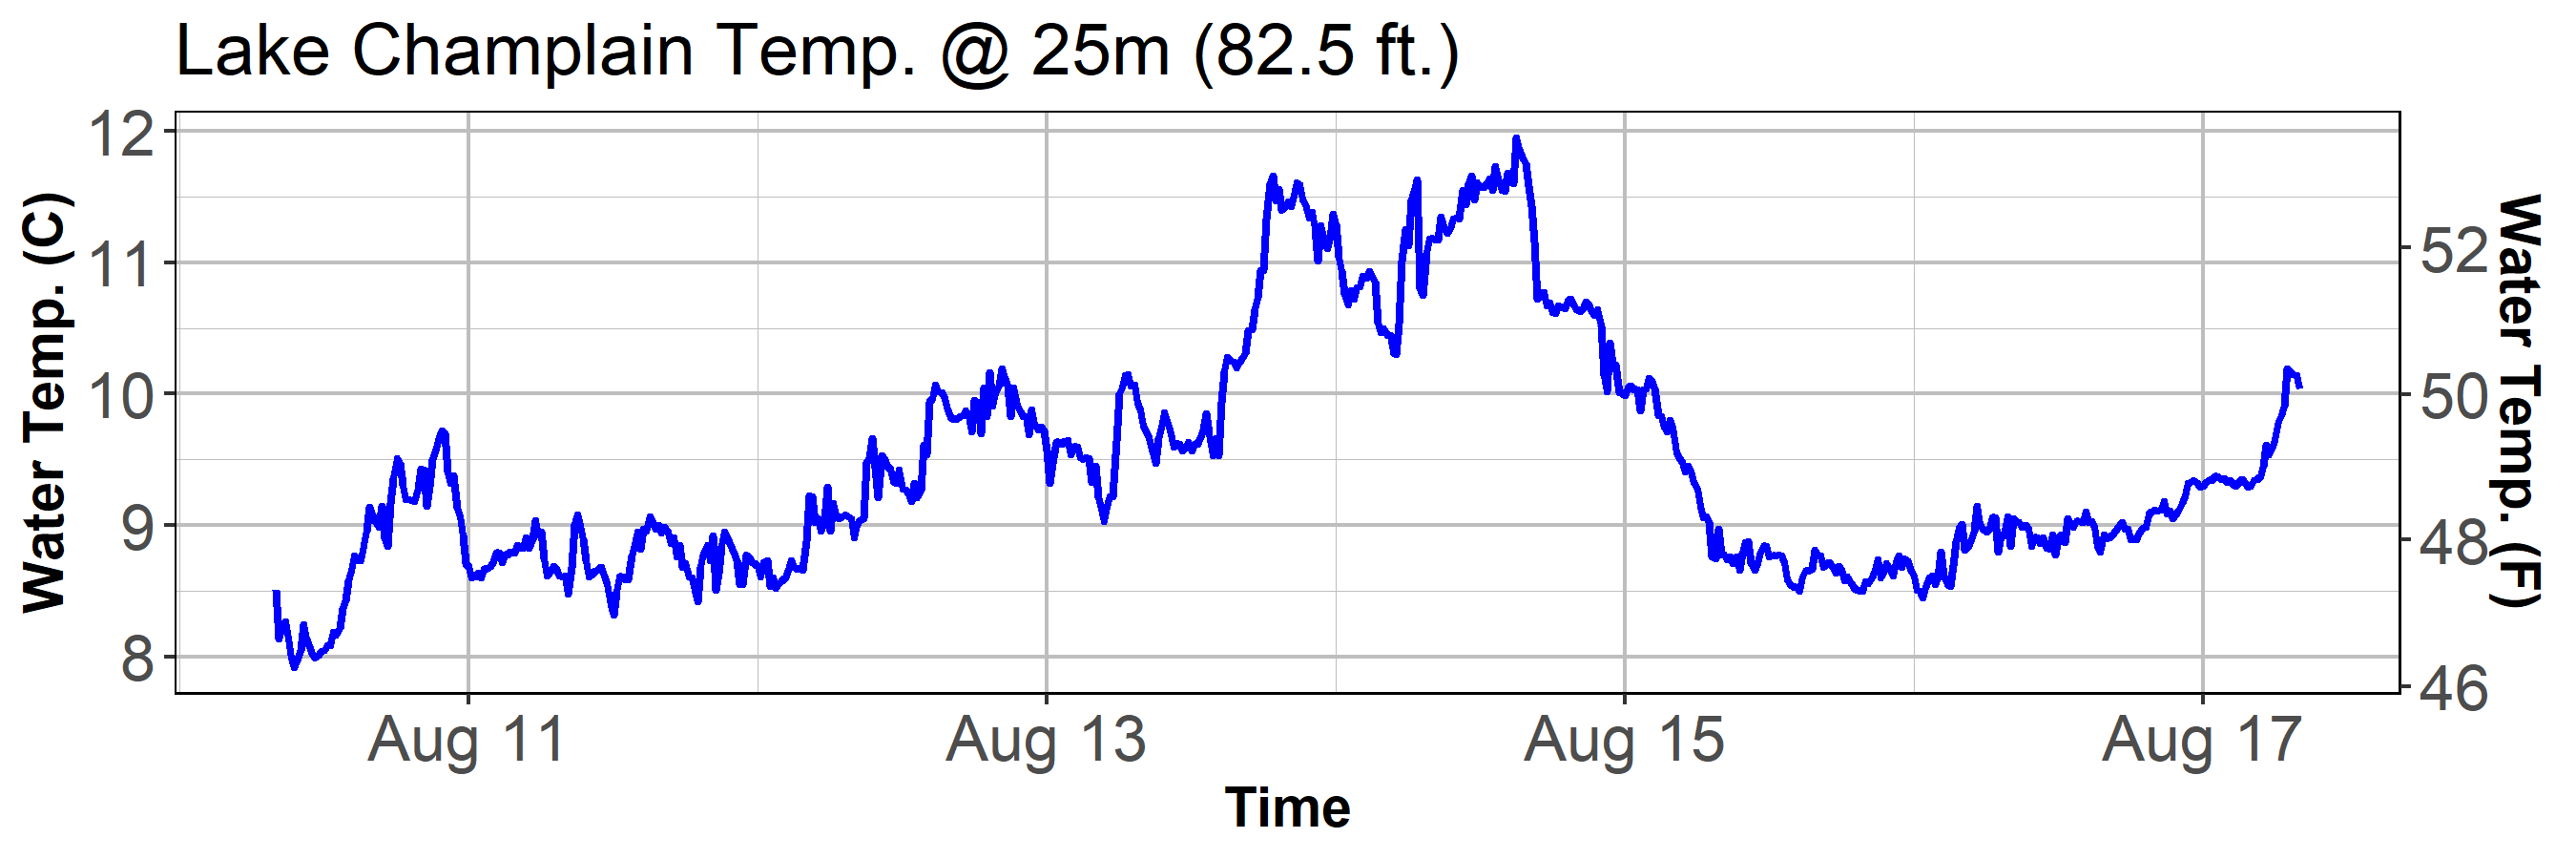 Lake Champlain Temp. @ 25m (82.5 ft.)
Water Temp. (C)
12
11
10
9
8
52
50
48
46
Water Temp. (F)
Aug 11
Aug 13
Aug 15
Aug 17
Time